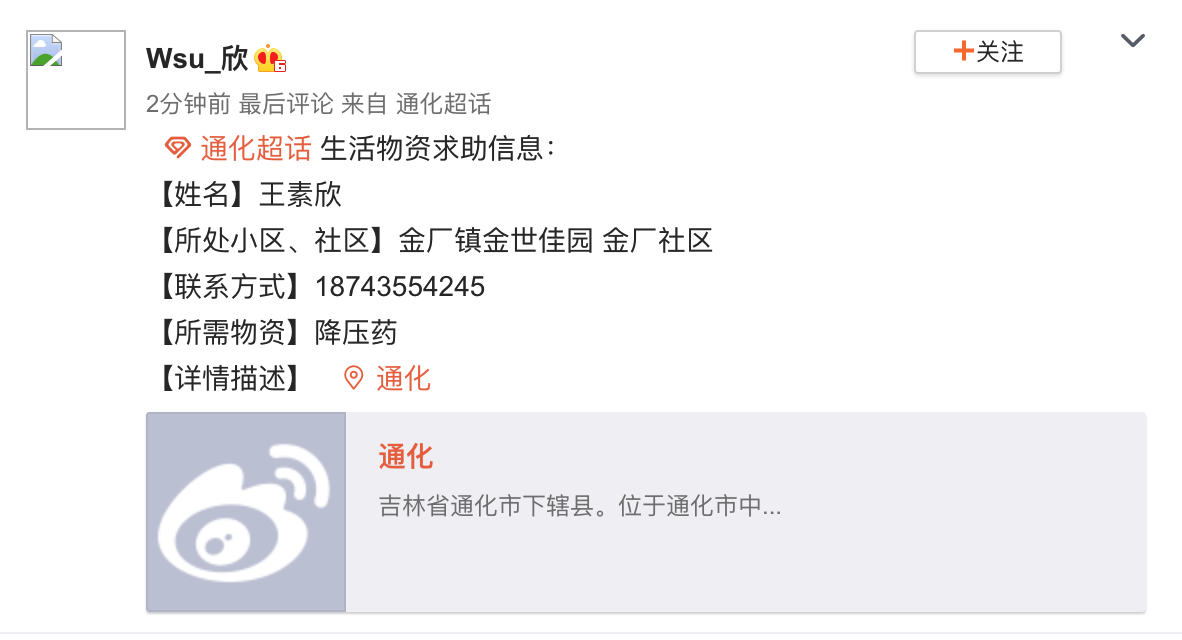 Wsu_欣
+关注
2分钟前 最后评论 来自 通化超话
通化超话 生活物资求助信息：
【姓名】王素欣
【所处小区、社区】金厂镇金世佳园 金厂社区
【联系方式】18743554245
【所需物资】降压药
【详情描述】 通化
通化
吉林省通化市下辖县。位于通化市中...